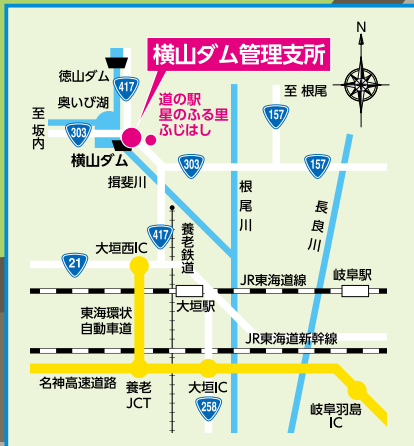 N
横山ダム管理支所
徳山ダム
417
奥いび湖
至 坂内
303
道の駅
星のふる里
ふじはし
至 根尾
157
横山ダム
揖斐川
303
157
根尾川
長良川
417
養老鉄道
大垣西IC
21
JR東海道線
岐阜駅
大垣駅
東海環状
自動車道
JR東海道新幹線
名神高速道路
養老
JCT
大垣IC
258
岐阜羽島
IC